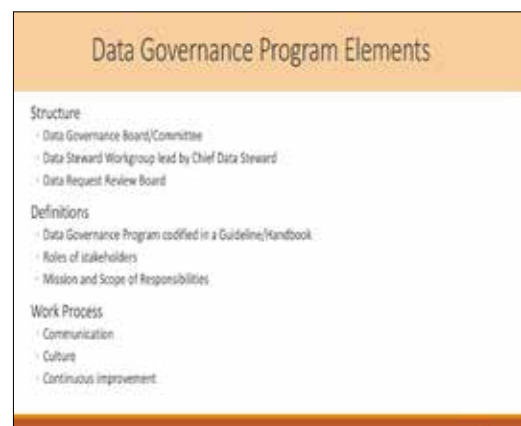 Data Governance Program Elements
Structure
◦ Data Governance Board/Committee
◦ Data Steward Workgroup lead by Chief Data Steward
◦ Data Request Review Board
Definitions
◦ Data Governance Program codified in a Guideline/Handbook
◦ Roles of stakeholders
◦ Mission and Scope of Responsibilities
Work Process
◦ Communication
◦ Culture
◦ Continuous improvement